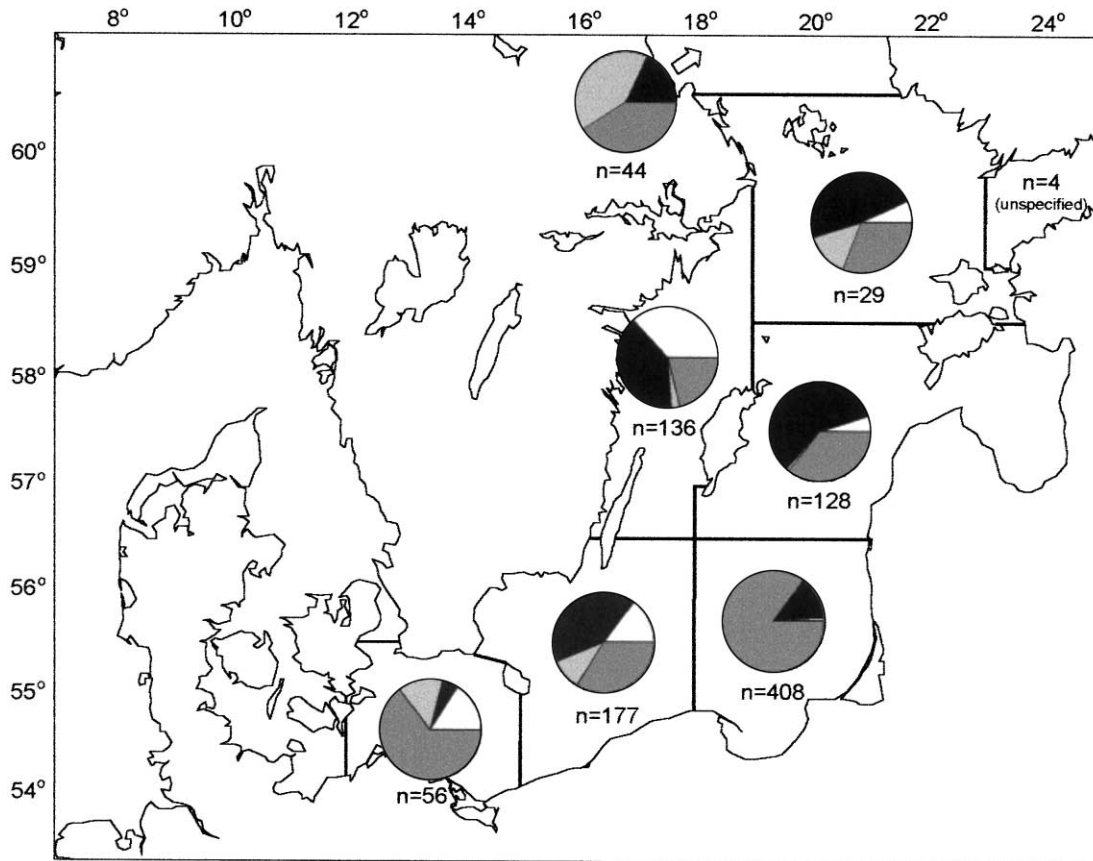 8° 10° 12° 14° 16° 18° 20° 22° 24°
60°
59°
58°
57°
56°
55°
54°
n=44
n=4
(unspecified)
n=29
n=136
n=128
n=408
n=177
n=56